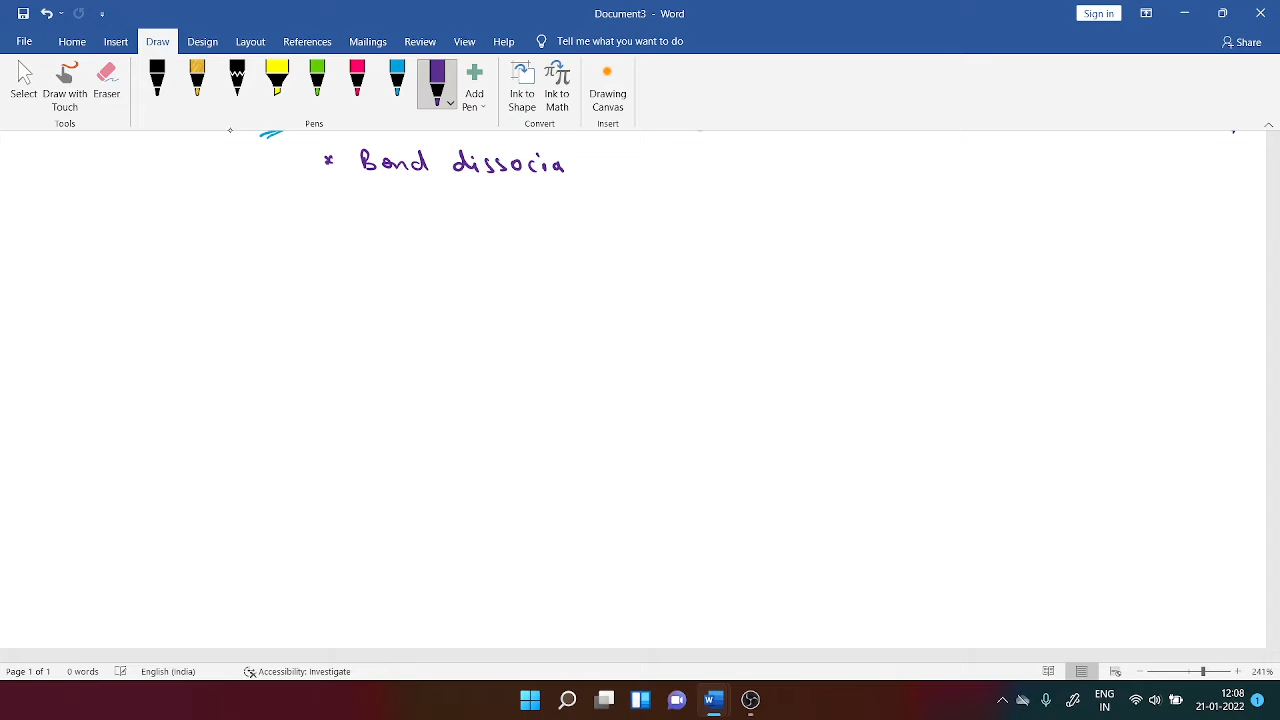 Document3 - Word
Sign in
File Home Insert Draw Design Layout References Mailings Review View Help Tell me what you want to do
Share
Select Draw with Touch Eraser
Add Pen
Ink to Shape Ink to Math
Drawing Canvas
Tools Pens Convert Insert
* Bond dissocia
Page 1 of 1 0 words English (India) Accessibility: Investigate 241%
ENG IN 12:08 21-01-2022 1